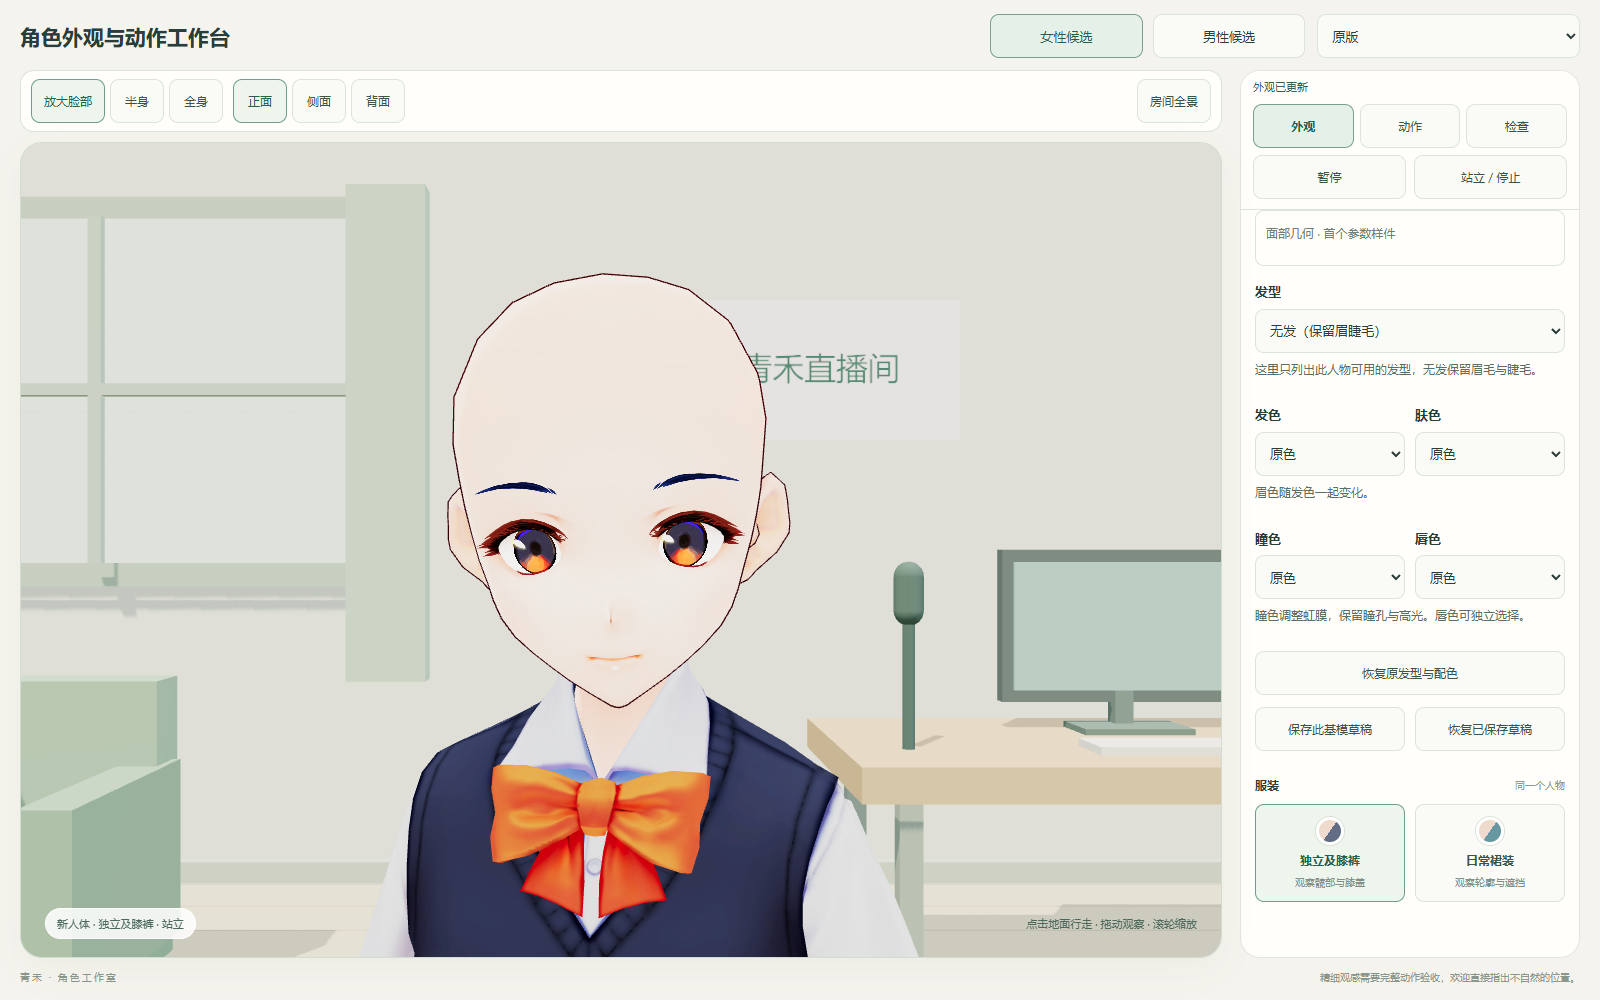 角色外观与动作工作台
女性候选
男性候选
原版
放大脸部
半身
全身
正面
侧面
背面
房间全景
外观已更新
外观
动作
检查
暂停
站立 / 停止
面部几何 · 首个参数样件
发型
无发（保留眉睫毛）
这里只列出此人物可用的发型，无发保留眉毛与睫毛。
发色
肤色
原色
原色
眉色随发色一起变化。
瞳色
唇色
原色
原色
瞳色调整虹膜，保留瞳孔与高光。唇色可独立选择。
恢复原发型与配色
保存此基模草稿
恢复已保存草稿
服装
同一个人物
独立及膝裤
观察髋部与膝盖
日常裙装
观察轮廓与遮挡
青禾直播间
新人体 · 独立及膝裤 · 站立
点击地面行走 · 拖动观察 · 滚轮缩放
青禾 · 角色工作室
精细观感需要完整动作验收，欢迎直接指出不自然的位置。